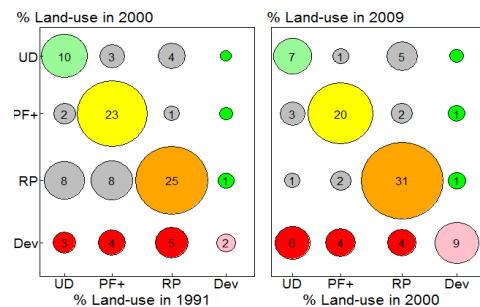 % Land-use in 2000 % Land-use in 2009
UD 10 3 4 7 1 5
PF+ 2 23 1 3 20 2 1
RP 8 8 25 1 1 2 31 1
Dev 3 4 5 2 6 4 4 9
UD PF+ RP Dev UD PF+ RP Dev
% Land-use in 1991 % Land-use in 2000